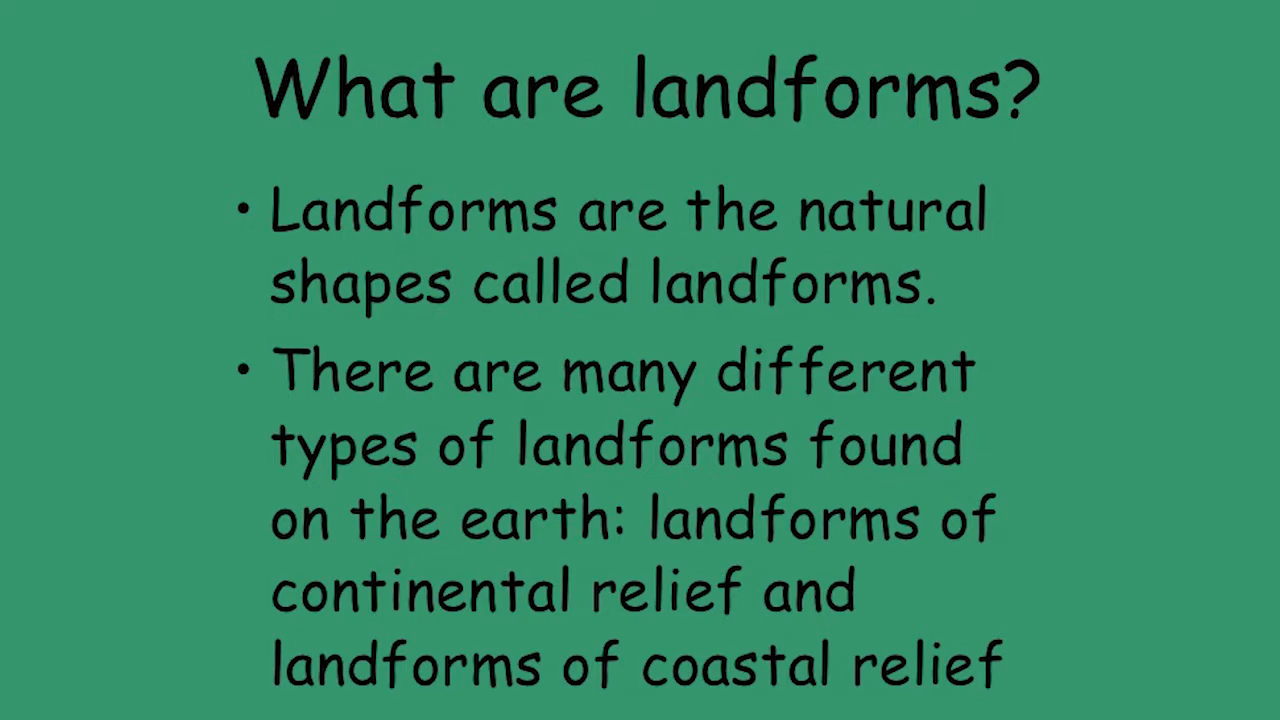 What are landforms?
• Landforms are the natural
shapes called landforms.
• There are many different
types of landforms found
on the earth: landforms of
continental relief and
landforms of coastal relief